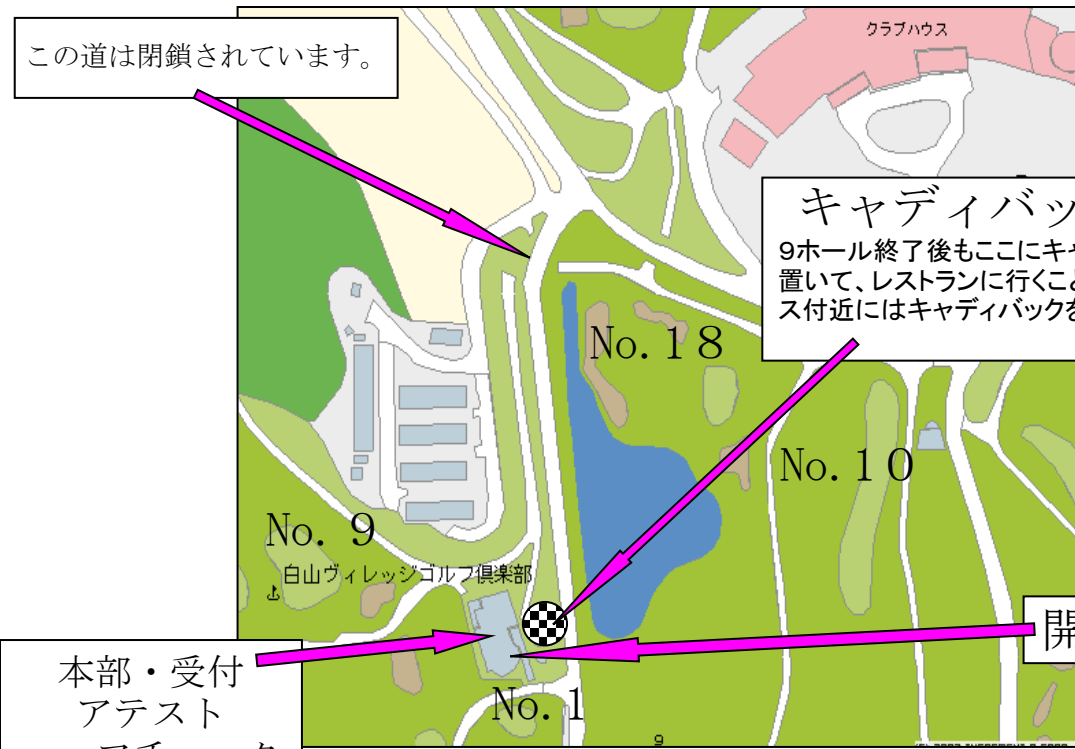 この道は閉鎖されています。
クラブハウス
キャディバッ
9ホール終了後もここにキャ
置いて、レストランに行くこ
ス付近にはキャディバックを
No.18
No.10
No. 9
白山ヴィレッジゴルフ倶楽部
開
本部・受付
アテスト
No.1
9